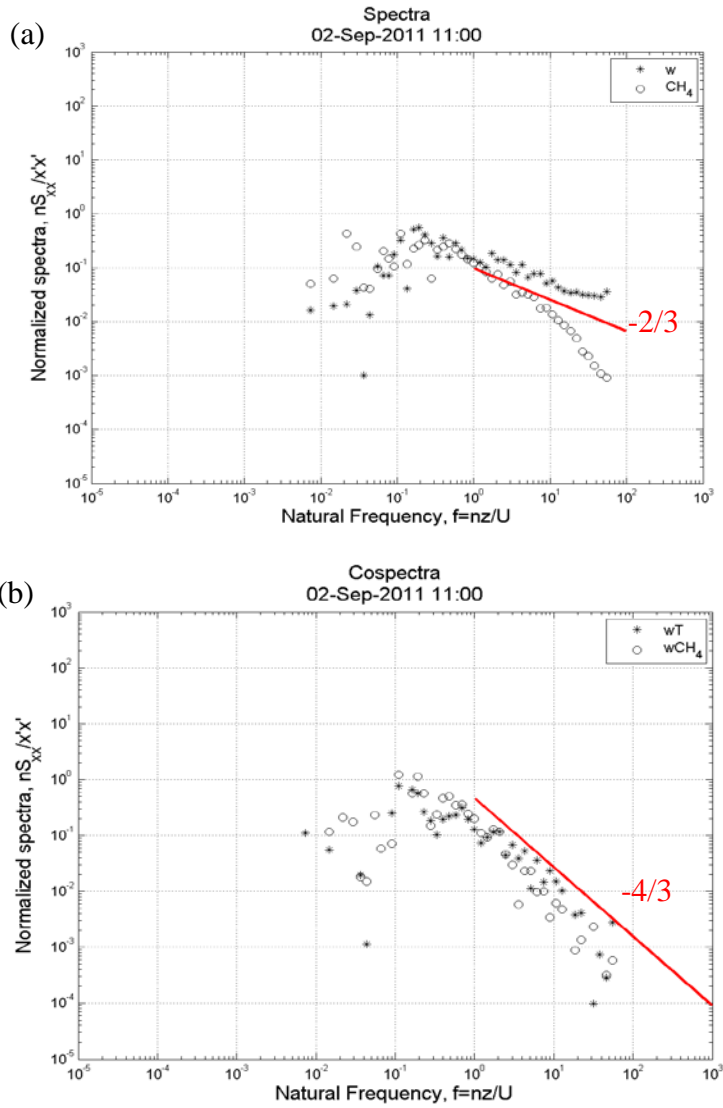 (a)
Spectra
02-Sep-2011 11:00
10^3
10^2
10^1
10^0
10^-1
10^-2
10^-3
10^-4
10^-5
Normalized spectra, nS_xx/x'x'
w
CH_4
-2/3
10^-5 10^-4 10^-3 10^-2 10^-1 10^0 10^1 10^2 10^3
Natural Frequency, f=nz/U
(b)
Cospectra
02-Sep-2011 11:00
10^3
10^2
10^1
10^0
10^-1
10^-2
10^-3
10^-4
10^-5
Normalized spectra, nS_xx/x'x'
wT
wCH_4
-4/3
10^-5 10^-4 10^-3 10^-2 10^-1 10^0 10^1 10^2 10^3
Natural Frequency, f=nz/U